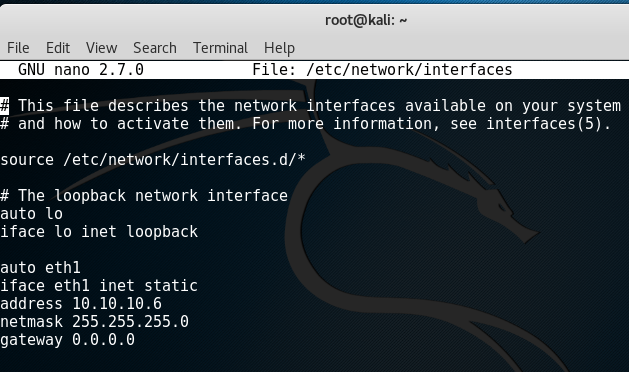 root@kali: ~
File Edit View Search Terminal Help
GNU nano 2.7.0 File: /etc/network/interfaces
# This file describes the network interfaces available on your system
# and how to activate them. For more information, see interfaces(5).
source /etc/network/interfaces.d/*
# The loopback network interface
auto lo
iface lo inet loopback
auto eth1
iface eth1 inet static
address 10.10.10.6
netmask 255.255.255.0
gateway 0.0.0.0